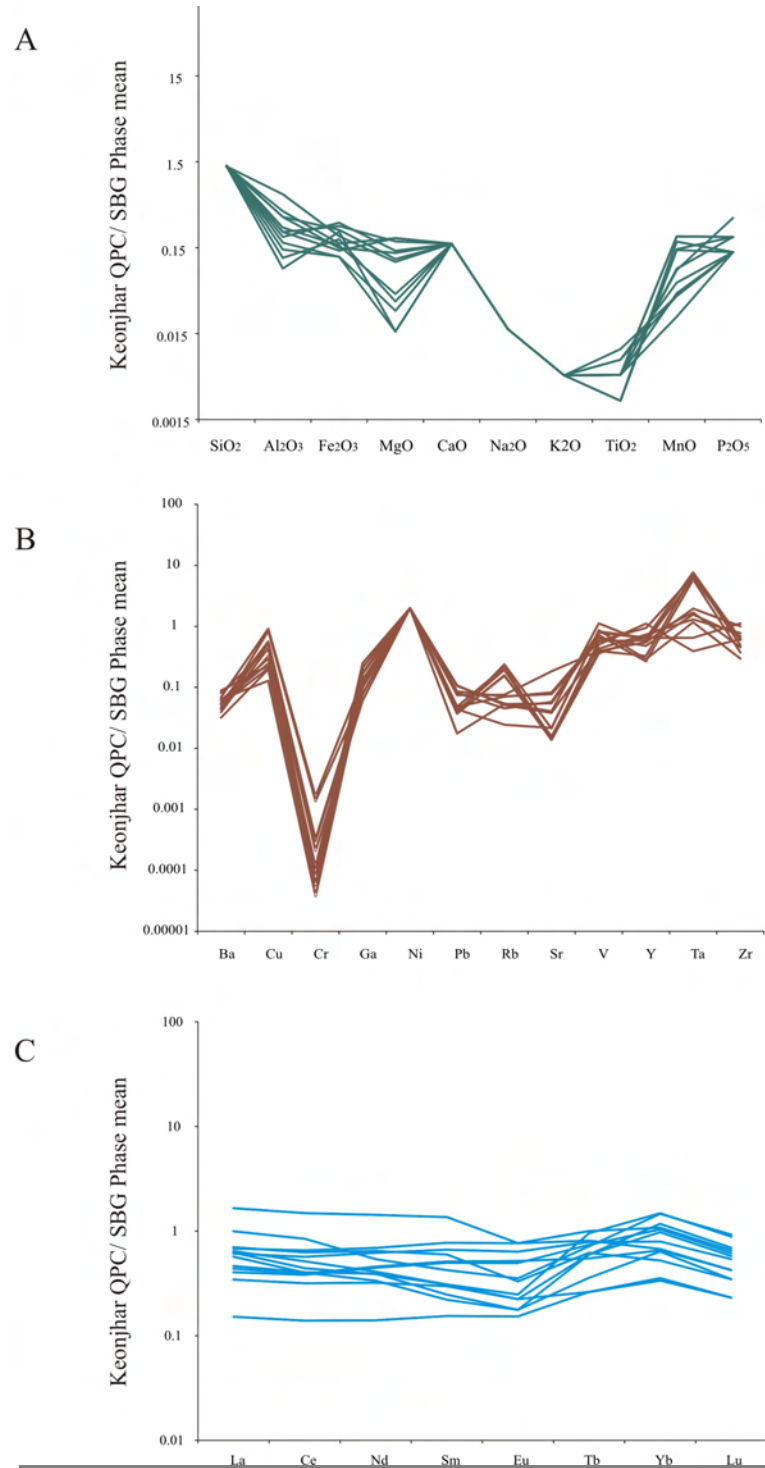 A
Keonjhar QPC/ SBG Phase mean
15
1.5
0.15
0.015
0.0015
SiO2 Al2O3 Fe2O3 MgO CaO Na2O K2O TiO2 MnO P2O5
B
Keonjhar QPC/ SBG Phase mean
100
10
1
0.1
0.01
0.001
0.0001
0.00001
Ba Cu Cr Ga Ni Pb Rb Sr V Y Ta Zr
C
Keonjhar QPC/ SBG Phase mean
100
10
1
0.1
0.01
La Ce Nd Sm Eu Tb Yb Lu